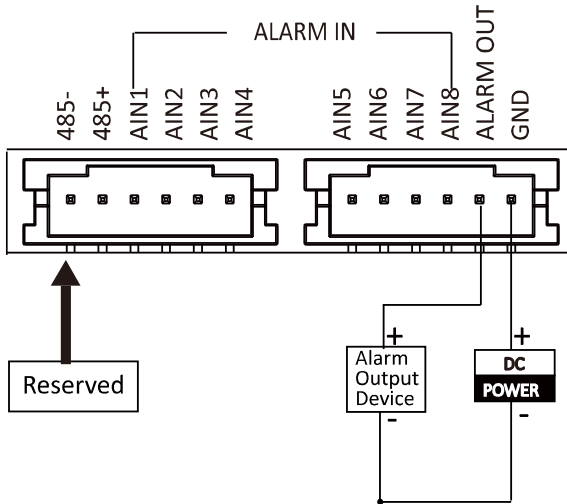 ALARM IN
485-
485+
AIN1
AIN2
AIN3
AIN4
AIN5
AIN6
AIN7
AIN8
ALARM OUT
GND
Reserved
+
Alarm
Output
Device
-
+
DC
POWER
-